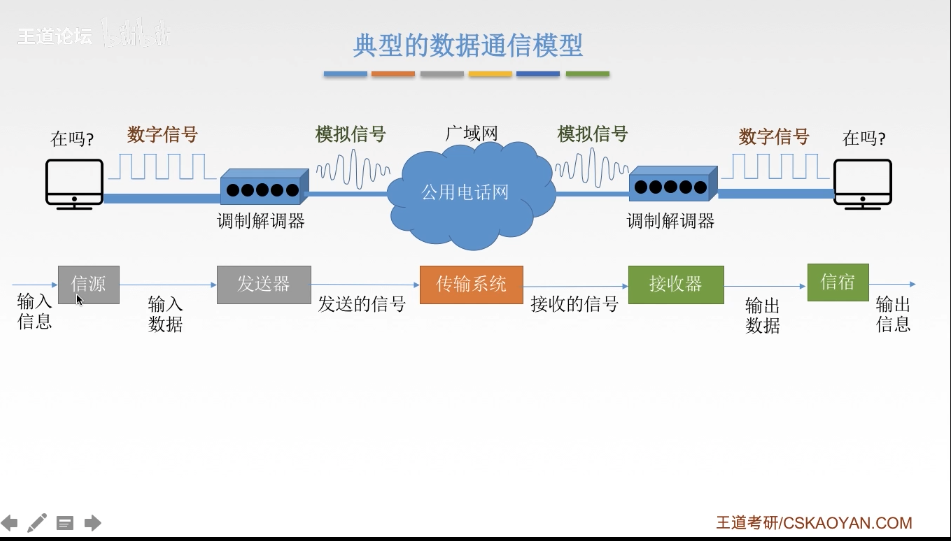 王道论坛
典型的数据通信模型
在吗?
数字信号
模拟信号
广域网
模拟信号
数字信号
在吗?
公用电话网
调制解调器
调制解调器
信源
发送器
传输系统
接收器
信宿
输入
信息
输入
数据
发送的信号
接收的信号
输出
数据
输出
信息
王道考研/CSKAOYAN.COM